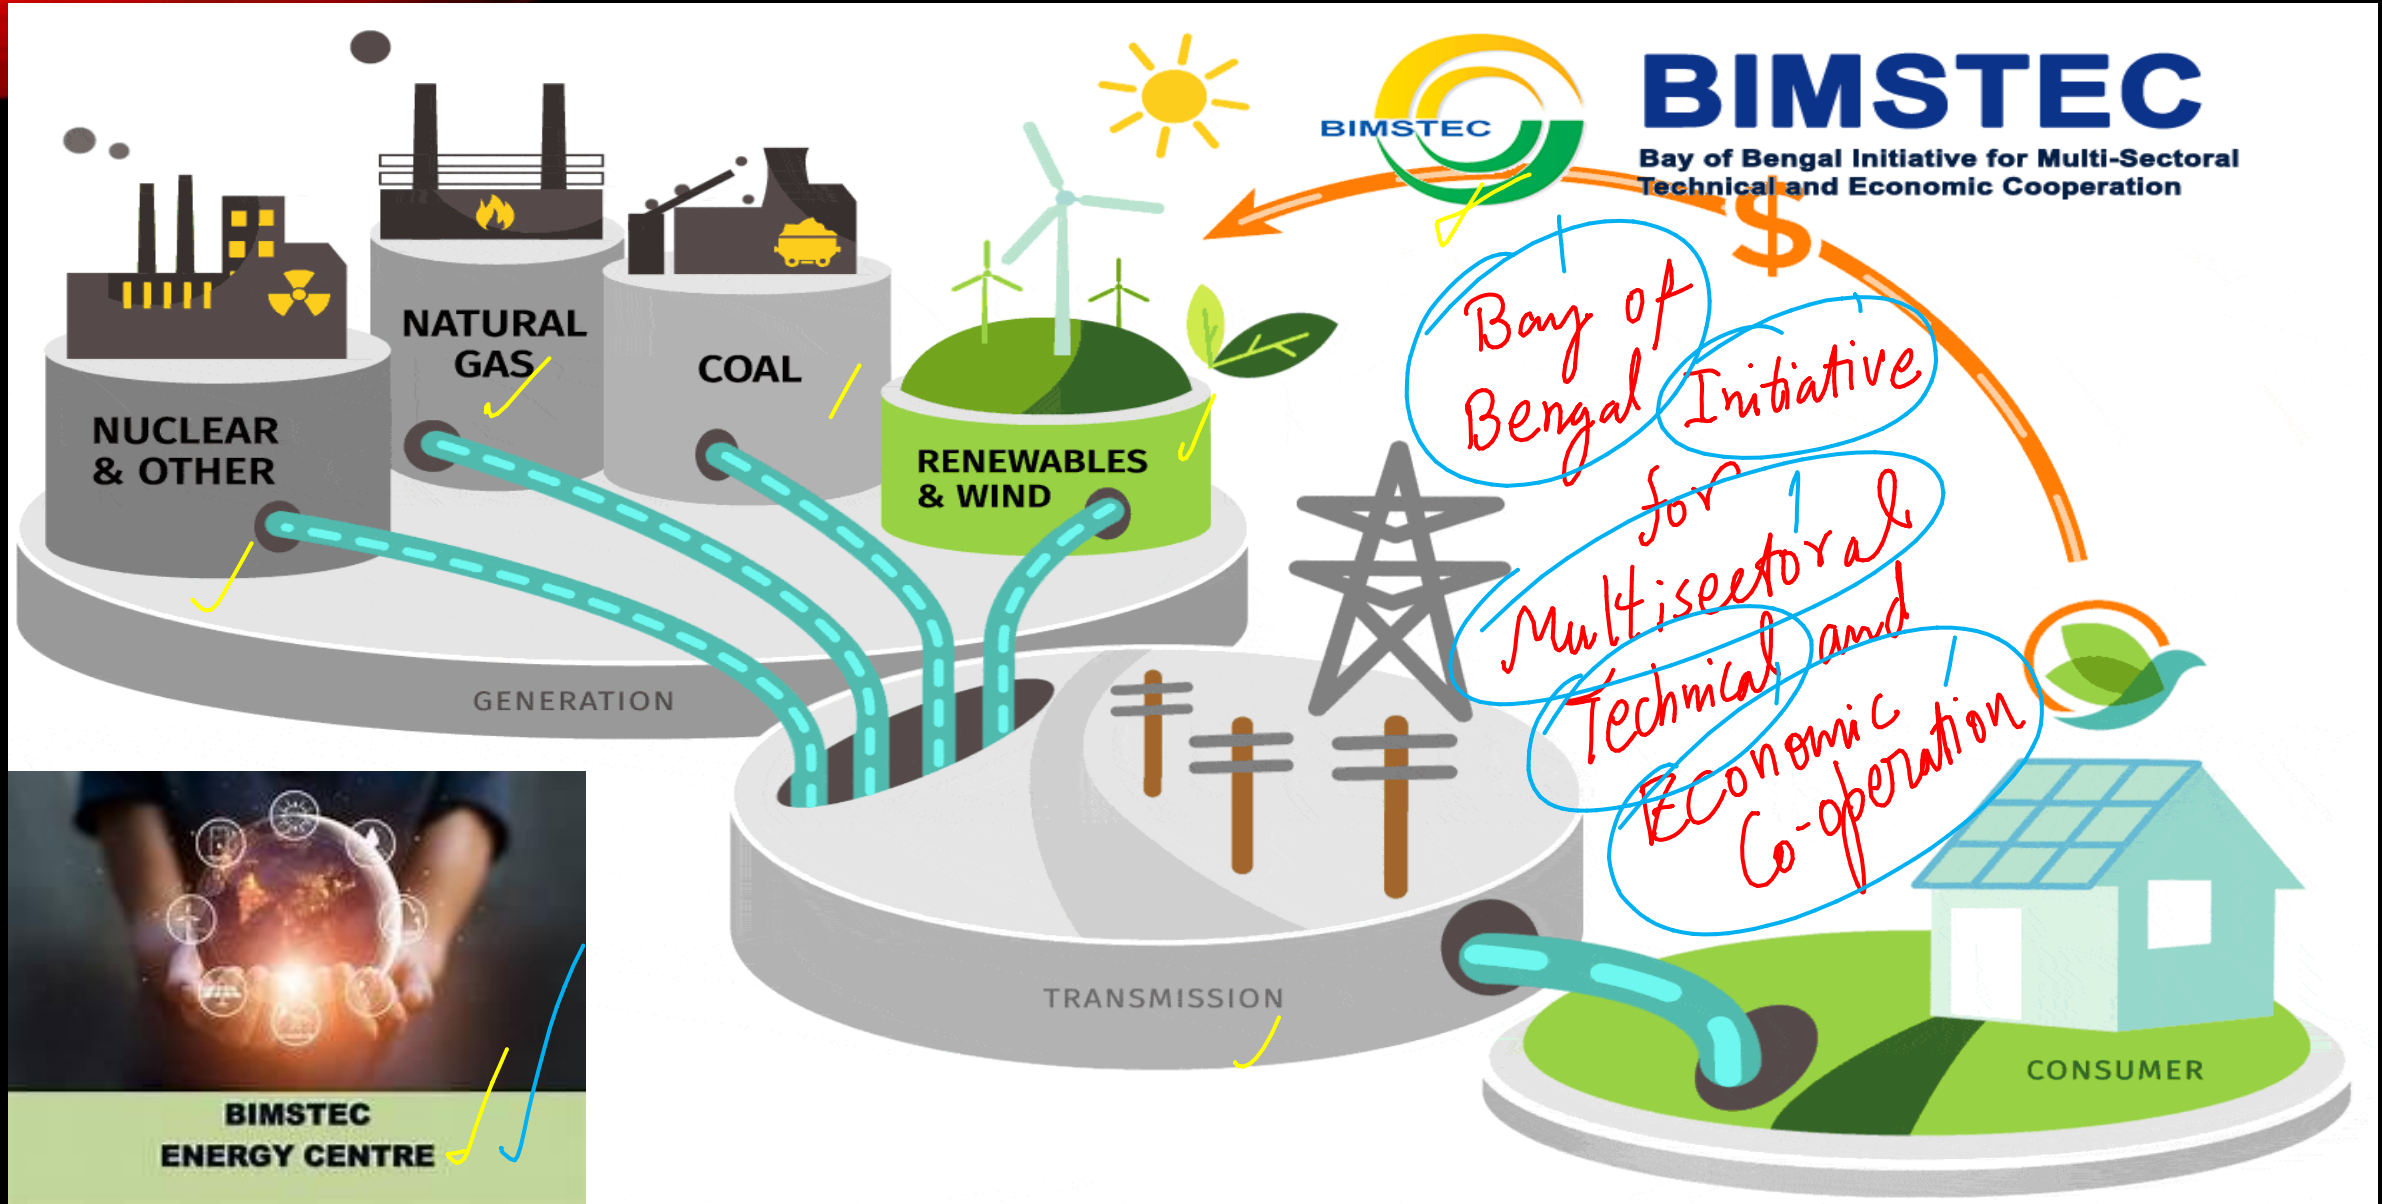 BIMSTEC
BIMSTEC
Bay of Bengal Initiative for Multi-Sectoral
Technical and Economic Cooperation
$
Bay of
Bengal
Initiative
for
Multisectoral
Technical and
Economic
Co-operation
NATURAL
GAS
COAL
NUCLEAR
& OTHER
RENEWABLES
& WIND
GENERATION
TRANSMISSION
CONSUMER
BIMSTEC
ENERGY CENTRE